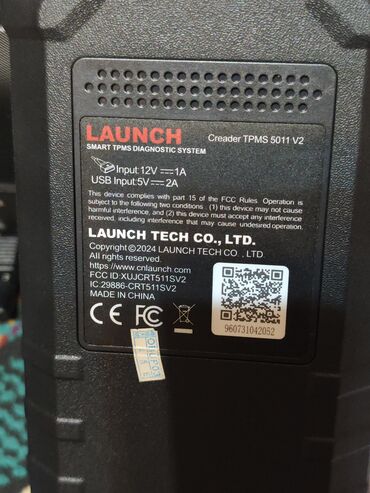 LAUNCH
Creader TPMS 5011 V2
SMART TPMS DIAGNOSTIC SYSTEM
Input:12V⎓1A
USB Input:5V⎓2A
This device complies with part 15 of the FCC Rules. Operation is
subject to the following two conditions . (1) this device may not cause
harmful interference, and (2) this device must accept any interference
received, including interference that may cause undesired operation.
LAUNCH TECH CO., LTD.
Copyright©2024 LAUNCH TECH CO., LTD.
All rights reserved.
https://www.cnlaunch.com
FCC ID:XUJCRT511SV2
IC:29886-CRT511SV2
MADE IN CHINA
CE FC
960731042052